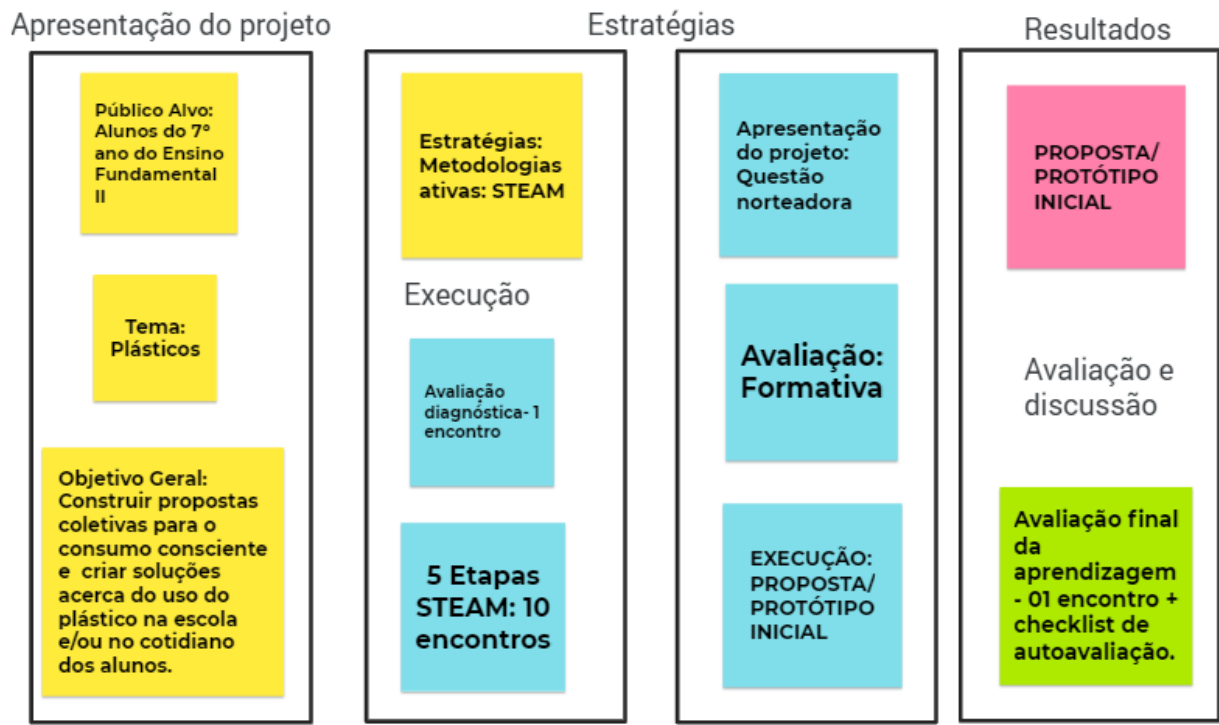 Apresentação do projeto
Público Alvo:
Alunos do 7°
ano do Ensino
Fundamental
II
Tema:
Plásticos
Objetivo Geral:
Construir propostas
coletivas para o
consumo consciente
e criar soluções
acerca do uso do
plástico na escola
e/ou no cotidiano
dos alunos.
Estratégias
Estratégias:
Metodologias
ativas: STEAM
Execução
Avaliação
diagnóstica- 1
encontro
5 Etapas
STEAM: 10
encontros
Apresentação
do projeto:
Questão
norteadora
Avaliação:
Formativa
EXECUÇÃO:
PROPOSTA/
PROTÓTIPO
INICIAL
Resultados
PROPOSTA/
PROTÓTIPO
INICIAL
Avaliação e
discussão
Avaliação final
da
aprendizagem
- 01 encontro +
checklist de
autoavaliação.